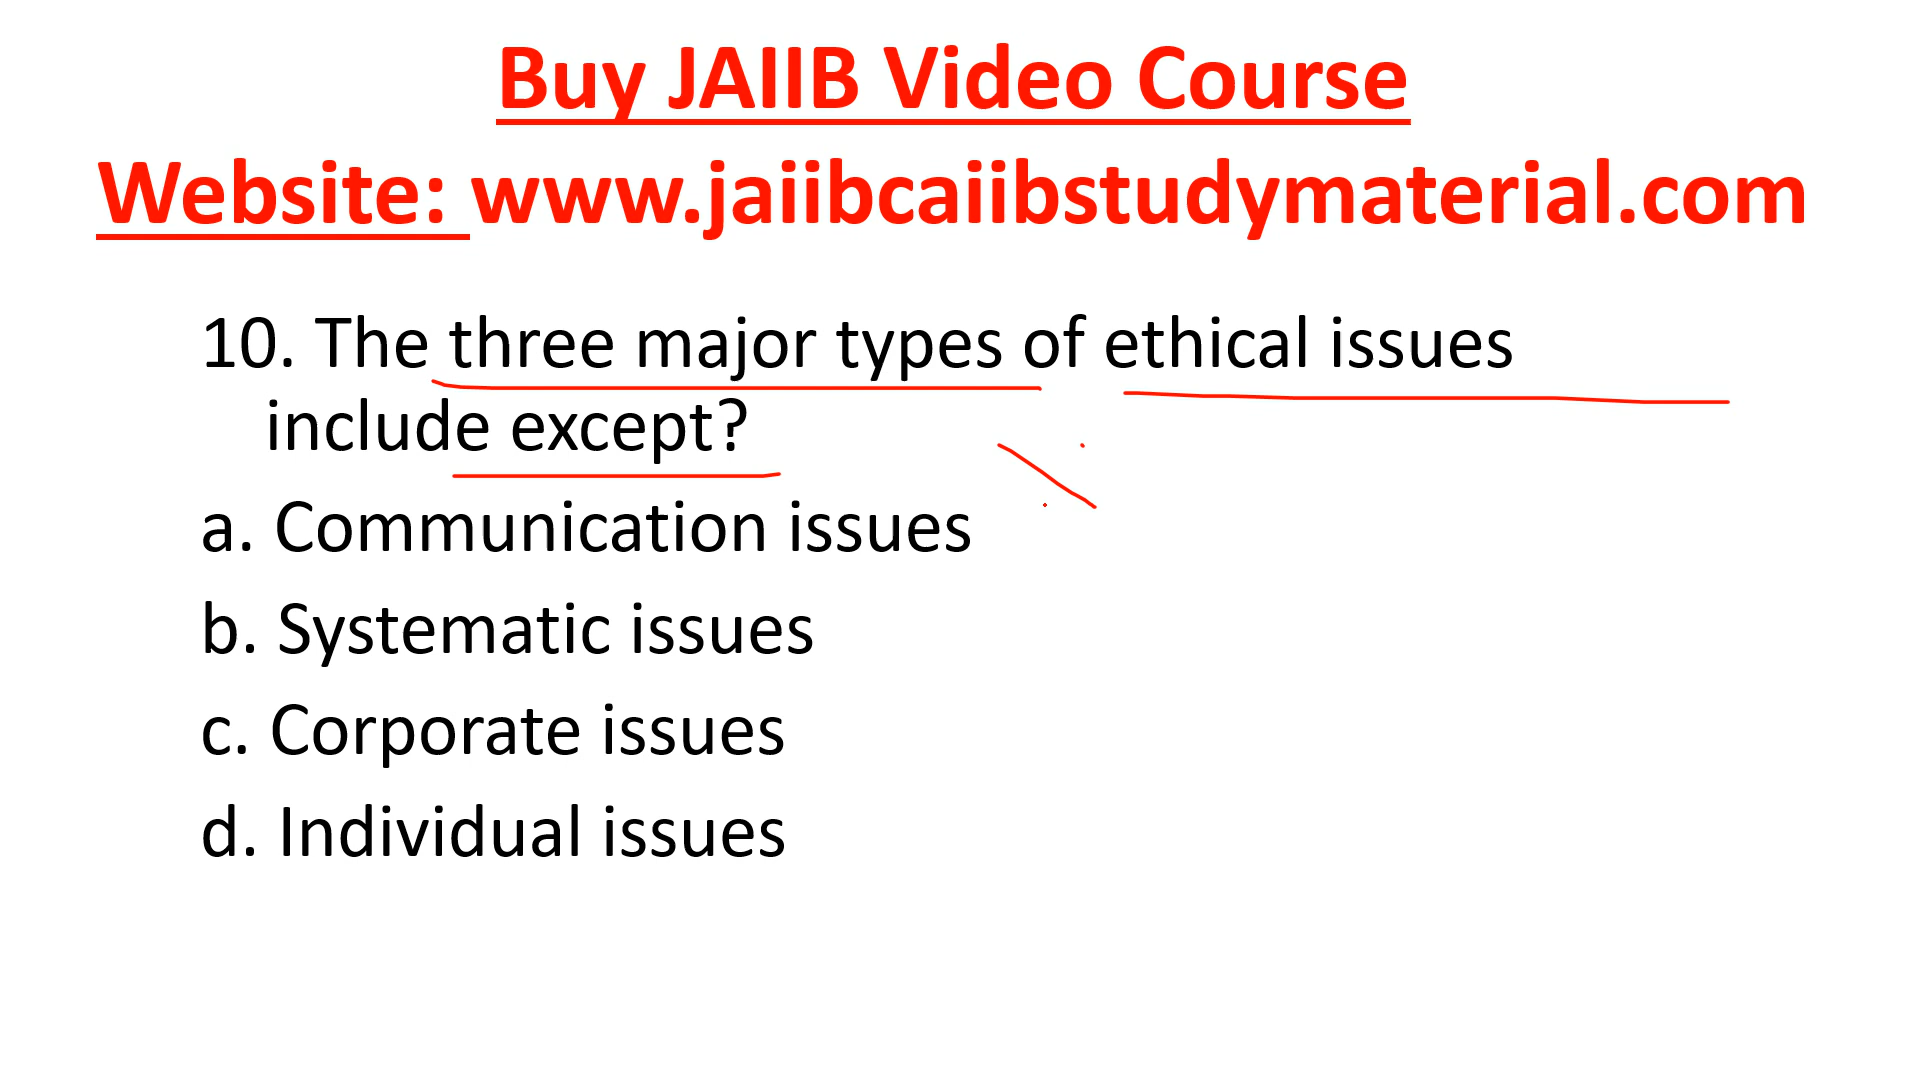 Buy JAIIB Video Course
Website: www.jaiibcaiibstudymaterial.com
10. The three major types of ethical issues
include except?
a. Communication issues
b. Systematic issues
c. Corporate issues
d. Individual issues